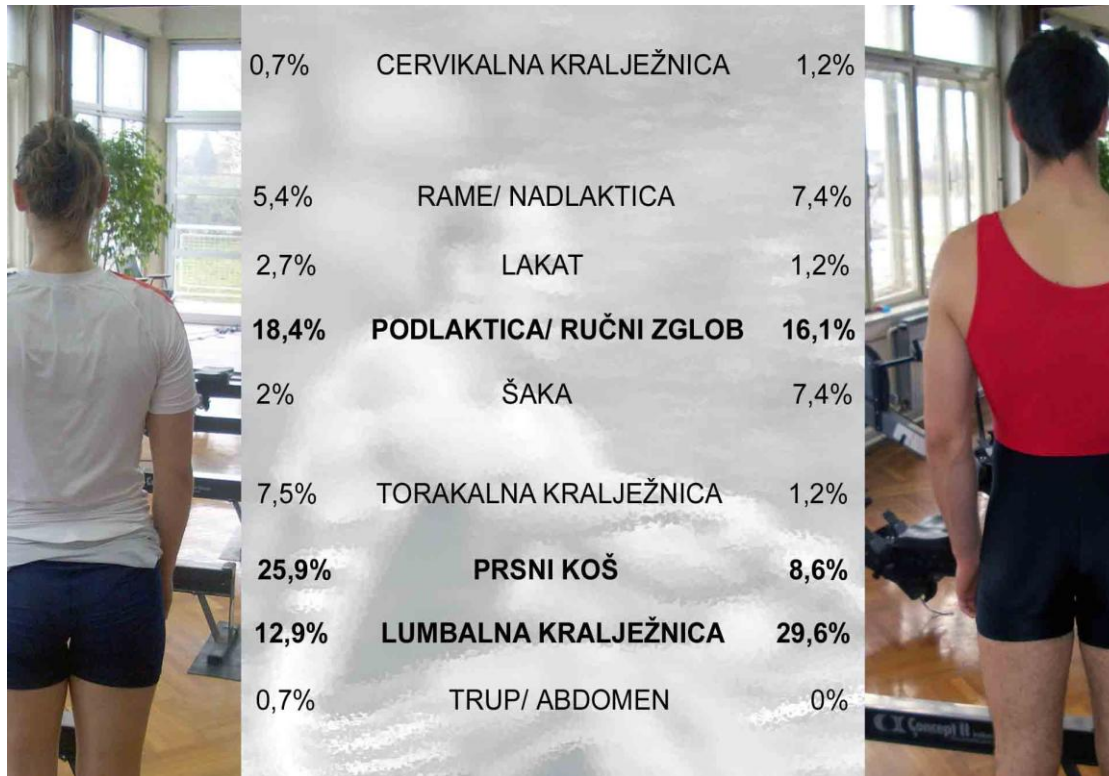 0,7% CERVIKALNA KRALJEŽNICA 1,2%
5,4% RAME/ NADLAKTICA 7,4%
2,7% LAKAT 1,2%
18,4% PODLAKTICA/ RUČNI ZGLOB 16,1%
2% ŠAKA 7,4%
7,5% TORAKALNA KRALJEŽNICA 1,2%
25,9% PRSNI KOŠ 8,6%
12,9% LUMBALNA KRALJEŽNICA 29,6%
0,7% TRUP/ ABDOMEN 0%
Concept II